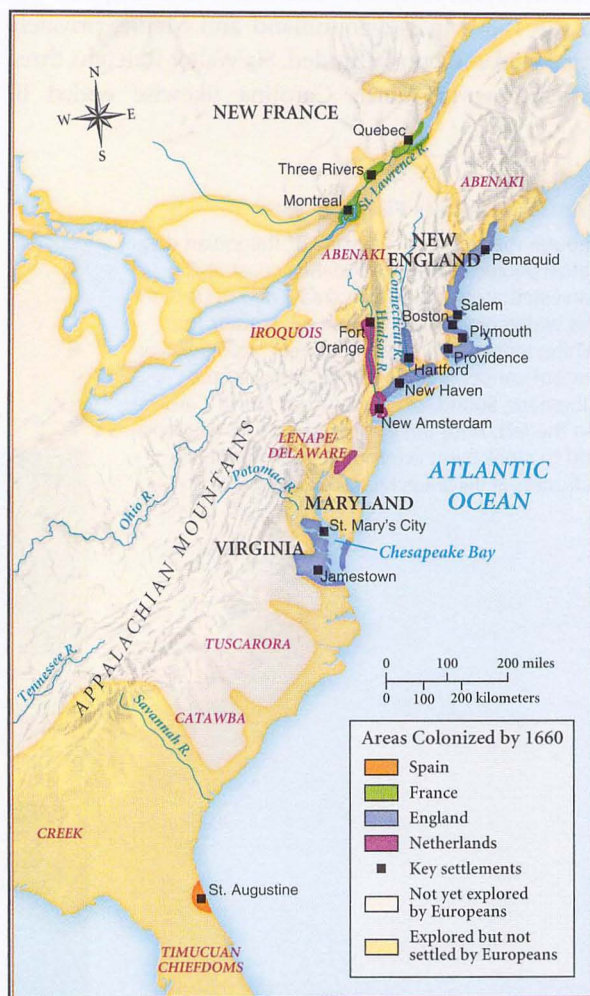 N
W
E
S
NEW FRANCE
Quebec
Three Rivers
St. Lawrence R.
Montreal
ABENAKI
ABENAKI
NEW
ENGLAND
Pemaquid
Connecticut R.
Salem
Boston
Plymouth
IROQUOIS
Fort
Orange
Hudson R.
Providence
Hartford
New Haven
New Amsterdam
LENAPE/
DELAWARE
ATLANTIC
OCEAN
Potomac R.
Ohio R.
MARYLAND
St. Mary's City
VIRGINIA
Chesapeake Bay
Jamestown
APPALACHIAN MOUNTAINS
TUSCARORA
Tennessee R.
0 100 200 miles
0 100 200 kilometers
CATAWBA
Savannah R.
CREEK
St. Augustine
TIMUCUAN
CHIEFDOMS
Areas Colonized by 1660
Spain
France
England
Netherlands
Key settlements
Not yet explored
by Europeans
Explored but not
settled by Europeans